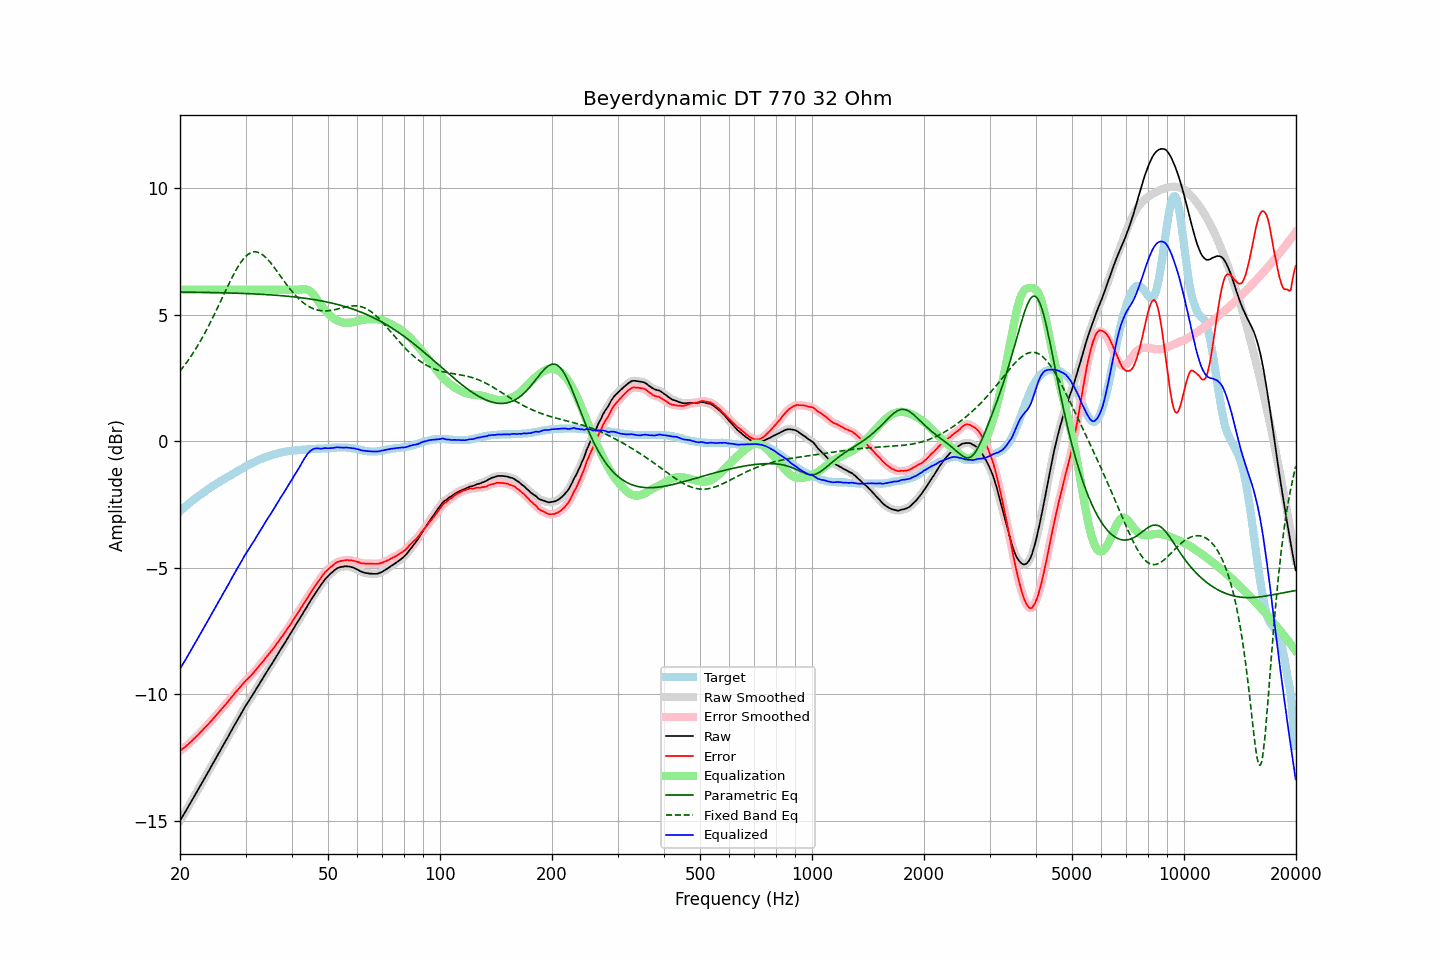 Beyerdynamic DT 770 32 Ohm
Amplitude (dBr)
10
5
0
−5
−10
−15
Target
Raw Smoothed
Error Smoothed
Raw
Error
Equalization
Parametric Eq
Fixed Band Eq
Equalized
20 50 100 200 500 1000 2000 5000 10000 20000
Frequency (Hz)